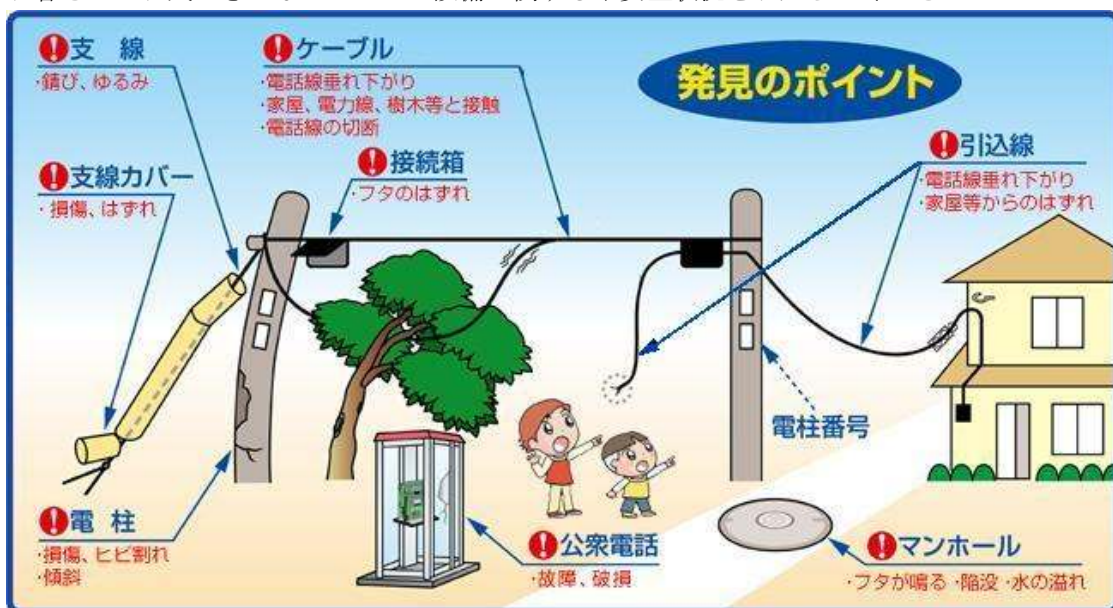 発見のポイント
支線
・錆び、ゆるみ
ケーブル
・電話線垂れ下がり
・家屋、電力線、樹木等と接触
・電話線の切断
支線カバー
・損傷、はずれ
接続箱
・フタのはずれ
引込線
・電話線垂れ下がり
・家屋等からのはずれ
電柱番号
電柱
・損傷、ヒビ割れ
・傾斜
公衆電話
・故障、破損
マンホール
・フタが鳴る・陥没・水の溢れ